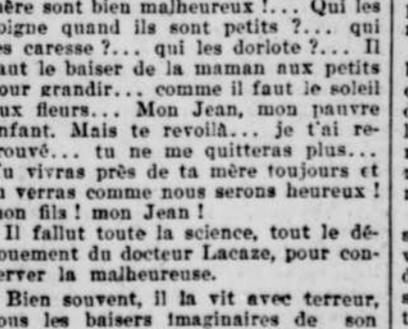 ère sont bien malheureux !... Qui les
oigne quand ils sont petits ?... qui
es caresse ?... qui les dorlote ?... Il
aut le baiser de la maman aux petits
our grandir... comme il faut le soleil
ux fleurs... Mon Jean, mon pauvre
nfant. Mais te revoilà... je t'ai re-
rouvé... tu ne me quitteras plus...
u vivras près de ta mère toujours et
u verras comme nous serons heureux !
on fils ! mon Jean !
Il fallut toute la science, tout le dé-
ouement du docteur Lacaze, pour con-
erver la malheureuse.
Bien souvent, il la vit avec terreur,
ous les baisers imaginaires de son